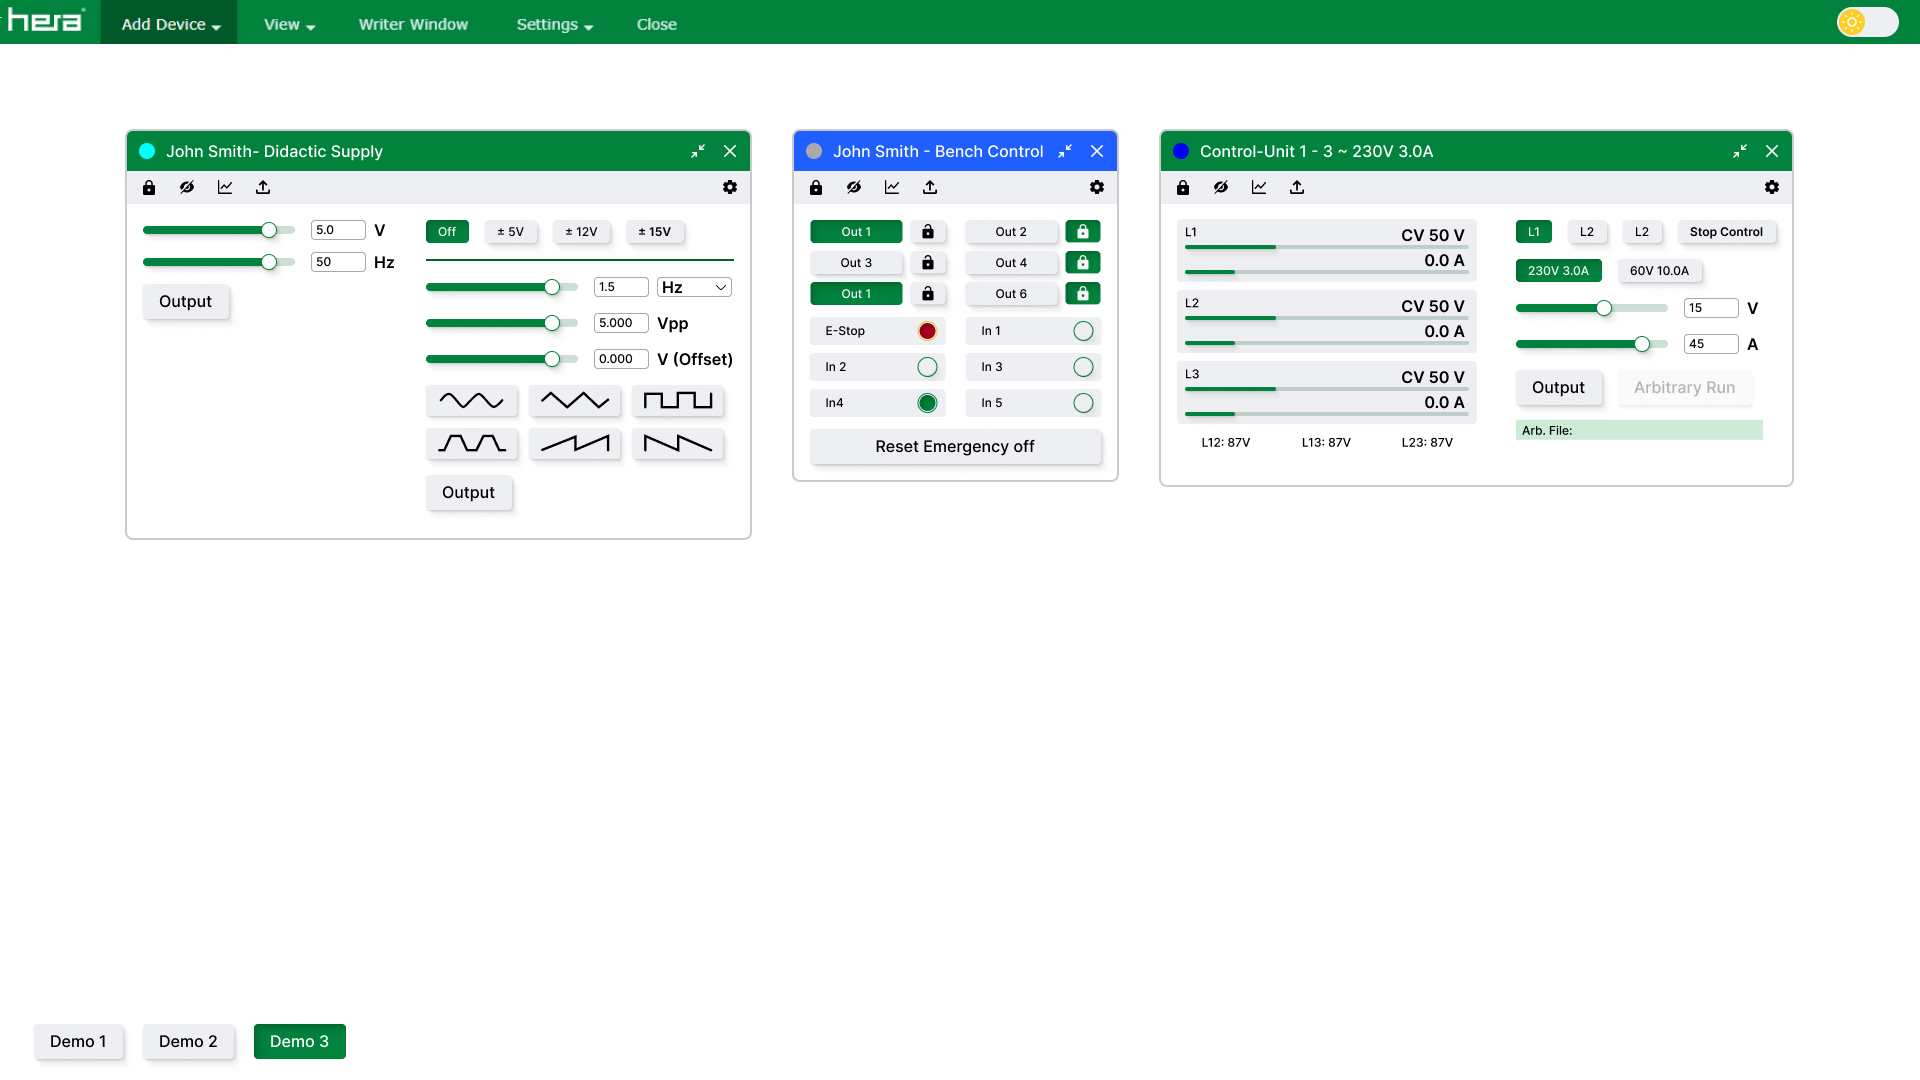 hera
Add Device
View
Writer Window
Settings
Close
John Smith- Didactic Supply
5.0 V
50 Hz
Output
Off ± 5V ± 12V ± 15V
1.5 Hz
5.000 Vpp
0.000 V (Offset)
Output
John Smith - Bench Control
Out 1 Out 2
Out 3 Out 4
Out 1 Out 6
E-Stop In 1
In 2 In 3
In4 In 5
Reset Emergency off
Control-Unit 1 - 3 ~ 230V 3.0A
L1 CV 50 V
0.0 A
L2 CV 50 V
0.0 A
L3 CV 50 V
0.0 A
L12: 87V L13: 87V L23: 87V
L1 L2 L2 Stop Control
230V 3.0A 60V 10.0A
15 V
45 A
Output Arbitrary Run
Arb. File:
Demo 1 Demo 2 Demo 3